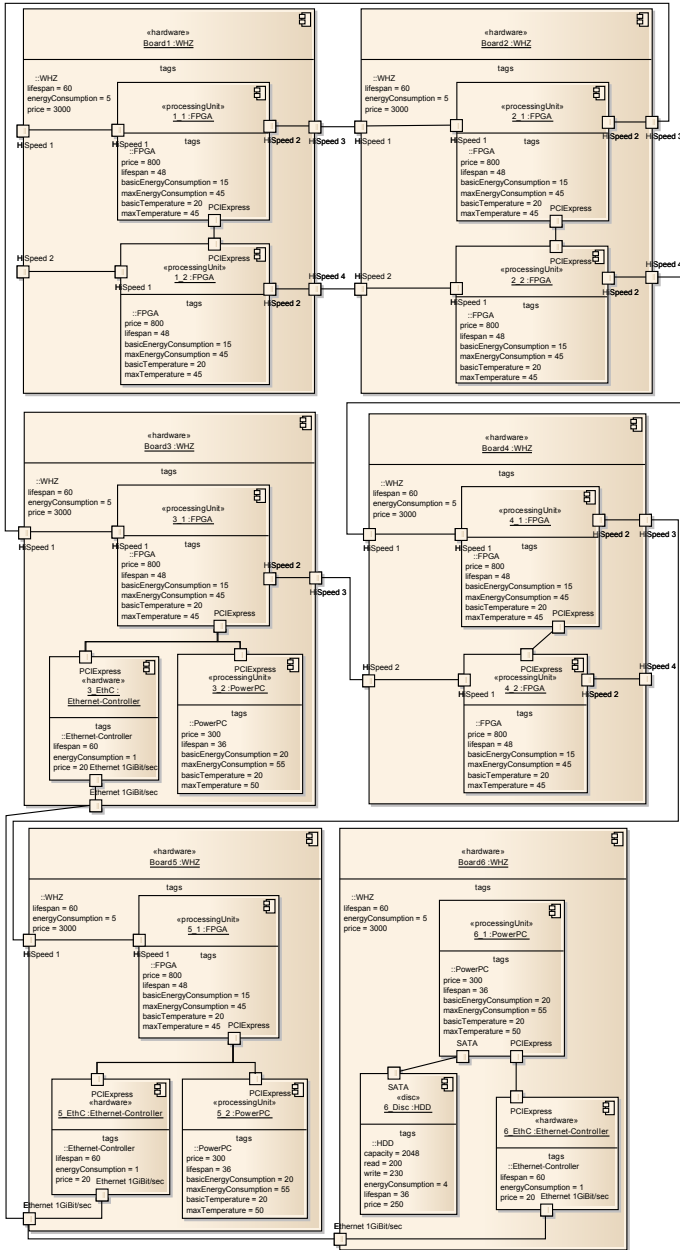 «hardware»
Board1 :WHZ
tags
::WHZ
lifespan = 60
energyConsumption = 5
price = 3000
«processingUnit»
1_1 :FPGA
tags
::FPGA
price = 800
lifespan = 48
basicEnergyConsumption = 15
maxEnergyConsumption = 45
basicTemperature = 20
maxTemperature = 45
HiSpeed 1
HiSpeed 1
HiSpeed 2
HiSpeed 3
PCIExpress
PCIExpress
«processingUnit»
1_2 :FPGA
tags
::FPGA
price = 800
lifespan = 48
basicEnergyConsumption = 15
maxEnergyConsumption = 45
basicTemperature = 20
maxTemperature = 45
HiSpeed 2
HiSpeed 1
HiSpeed 2
HiSpeed 4
«hardware»
Board2 :WHZ
tags
::WHZ
lifespan = 60
energyConsumption = 5
price = 3000
«processingUnit»
2_1 :FPGA
tags
::FPGA
price = 800
lifespan = 48
basicEnergyConsumption = 15
maxEnergyConsumption = 45
basicTemperature = 20
maxTemperature = 45
HiSpeed 1
HiSpeed 1
HiSpeed 2
HiSpeed 3
PCIExpress
PCIExpress
«processingUnit»
2_2 :FPGA
tags
::FPGA
price = 800
lifespan = 48
basicEnergyConsumption = 15
maxEnergyConsumption = 45
basicTemperature = 20
maxTemperature = 45
HiSpeed 2
HiSpeed 1
HiSpeed 2
HiSpeed 4
«hardware»
Board3 :WHZ
tags
::WHZ
lifespan = 60
energyConsumption = 5
price = 3000
«processingUnit»
3_1 :FPGA
tags
::FPGA
price = 800
lifespan = 48
basicEnergyConsumption = 15
maxEnergyConsumption = 45
basicTemperature = 20
maxTemperature = 45
HiSpeed 1
HiSpeed 1
HiSpeed 2
HiSpeed 3
PCIExpress
PCIExpress
«hardware»
3_EthC :
Ethernet-Controller
tags
::Ethernet-Controller
lifespan = 60
energyConsumption = 1
price = 20
Ethernet 1GiBit/sec
Ethernet 1GiBit/sec
PCIExpress
«processingUnit»
3_2 :PowerPC
tags
::PowerPC
price = 300
lifespan = 36
basicEnergyConsumption = 20
maxEnergyConsumption = 55
basicTemperature = 20
maxTemperature = 50
«hardware»
Board4 :WHZ
tags
::WHZ
lifespan = 60
energyConsumption = 5
price = 3000
«processingUnit»
4_1 :FPGA
tags
::FPGA
price = 800
lifespan = 48
basicEnergyConsumption = 15
maxEnergyConsumption = 45
basicTemperature = 20
maxTemperature = 45
HiSpeed 1
HiSpeed 1
HiSpeed 2
HiSpeed 3
PCIExpress
PCIExpress
«processingUnit»
4_2 :FPGA
tags
::FPGA
price = 800
lifespan = 48
basicEnergyConsumption = 15
maxEnergyConsumption = 45
basicTemperature = 20
maxTemperature = 45
HiSpeed 2
HiSpeed 1
HiSpeed 2
HiSpeed 4
«hardware»
Board5 :WHZ
tags
::WHZ
lifespan = 60
energyConsumption = 5
price = 3000
«processingUnit»
5_1 :FPGA
tags
::FPGA
price = 800
lifespan = 48
basicEnergyConsumption = 15
maxEnergyConsumption = 45
basicTemperature = 20
maxTemperature = 45
HiSpeed 1
HiSpeed 1
PCIExpress
PCIExpress
«hardware»
5_EthC :Ethernet-Controller
tags
::Ethernet-Controller
lifespan = 60
energyConsumption = 1
price = 20
Ethernet 1GiBit/sec
Ethernet 1GiBit/sec
PCIExpress
«processingUnit»
5_2 :PowerPC
tags
::PowerPC
price = 300
lifespan = 36
basicEnergyConsumption = 20
maxEnergyConsumption = 55
basicTemperature = 20
maxTemperature = 50
«hardware»
Board6 :WHZ
tags
::WHZ
lifespan = 60
energyConsumption = 5
price = 3000
«processingUnit»
6_1 :PowerPC
tags
::PowerPC
price = 300
lifespan = 36
basicEnergyConsumption = 20
maxEnergyConsumption = 55
basicTemperature = 20
maxTemperature = 50
SATA
PCIExpress
SATA
«disc»
6_Disc :HDD
tags
::HDD
capacity = 2048
read = 200
write = 230
energyConsumption = 4
lifespan = 36
price = 250
PCIExpress
«hardware»
6_EthC :Ethernet-Controller
tags
::Ethernet-Controller
lifespan = 60
energyConsumption = 1
price = 20
Ethernet 1GiBit/sec
Ethernet 1GiBit/sec